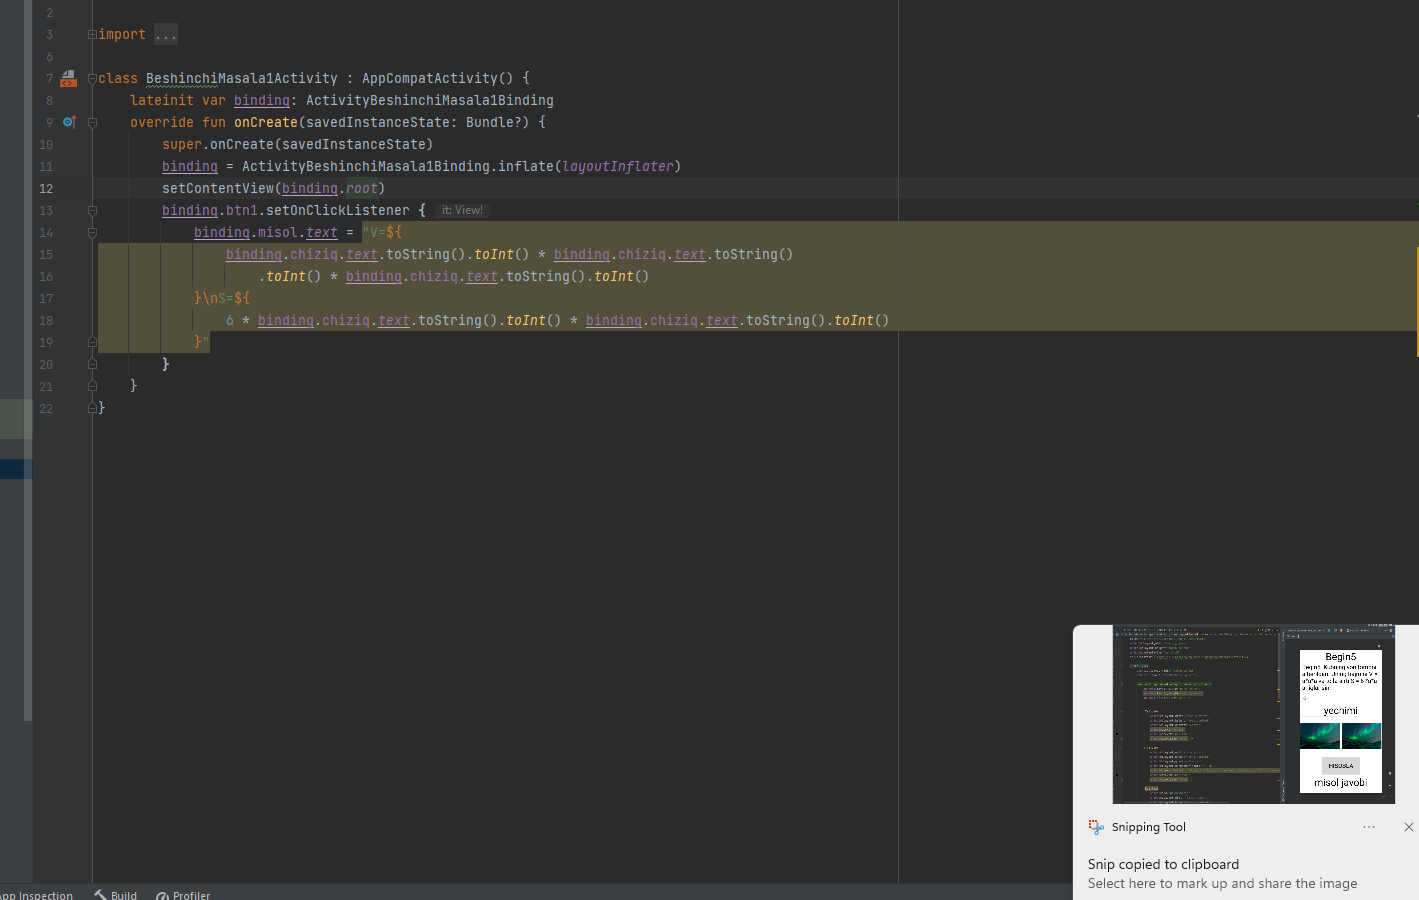 2
3 import ...
6
7 class BeshinchiMasala1Activity : AppCompatActivity() {
8 lateinit var binding: ActivityBeshinchiMasala1Binding
9 override fun onCreate(savedInstanceState: Bundle?) {
10 super.onCreate(savedInstanceState)
11 binding = ActivityBeshinchiMasala1Binding.inflate(layoutInflater)
12 setContentView(binding.root)
13 binding.btn1.setOnClickListener { it: View!
14 binding.misol.text = "V=${
15 binding.chiziq.text.toString().toInt() * binding.chiziq.text.toString()
16 .toInt() * binding.chiziq.text.toString().toInt()
17 }\nS=${
18 6 * binding.chiziq.text.toString().toInt() * binding.chiziq.text.toString().toInt()
19 }"
20 }
21 }
22 }
Begin5
yechimi
HISOBLA
misol javobi
Snipping Tool
Snip copied to clipboard
Select here to mark up and share the image
App Inspection Build Profiler